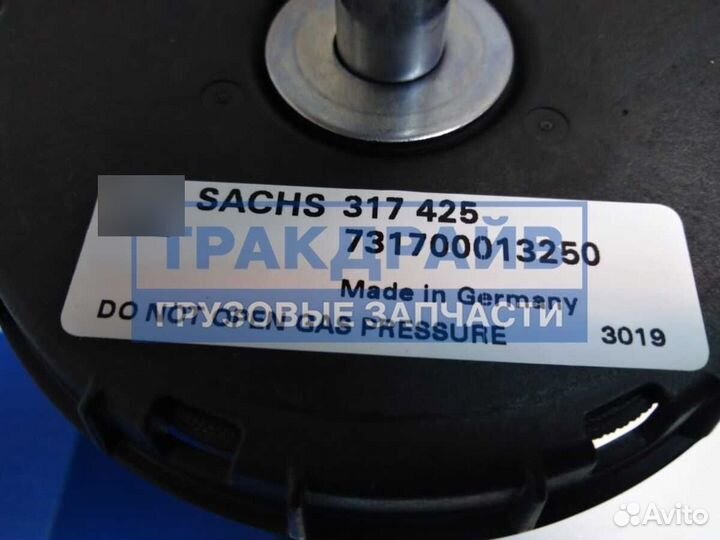 SACHS 317 425
731700013250
ТРАКДРАЙВ
Made in Germany
ГРУЗОВЫЕ ЗАПЧАСТИ
DO NOT OPEN GAS PRESSURE 3019
Avito